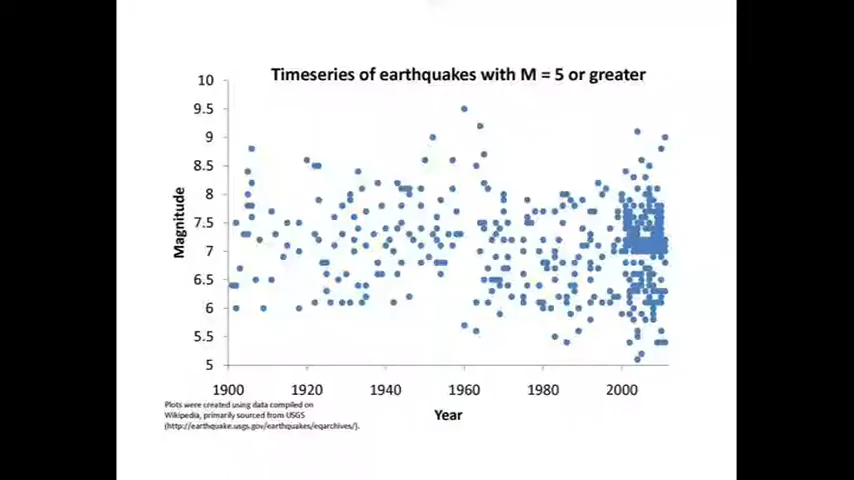 Timeseries of earthquakes with M = 5 or greater
10
9.5
9
8.5
8
7.5
7
6.5
6
5.5
5
Magnitude
1900 1920 1940 1960 1980 2000
Year
Plots were created using data compiled on
Wikipedia, primarily sourced from USGS
(http://earthquake.usgs.gov/earthquakes/eqarchives/).